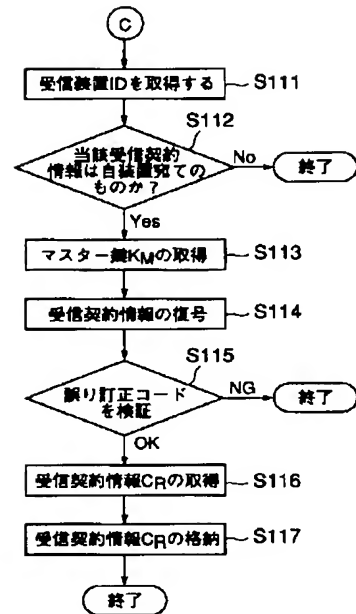 C
受信装置IDを取得する
S111
S112
当該受信契約
情報は自装置宛ての
ものか？
No
終了
Yes
マスター鍵KMの取得
S113
受信契約情報の復号
S114
S115
誤り訂正コード
を検証
NG
終了
OK
受信契約情報CRの取得
S116
受信契約情報CRの格納
S117
終了